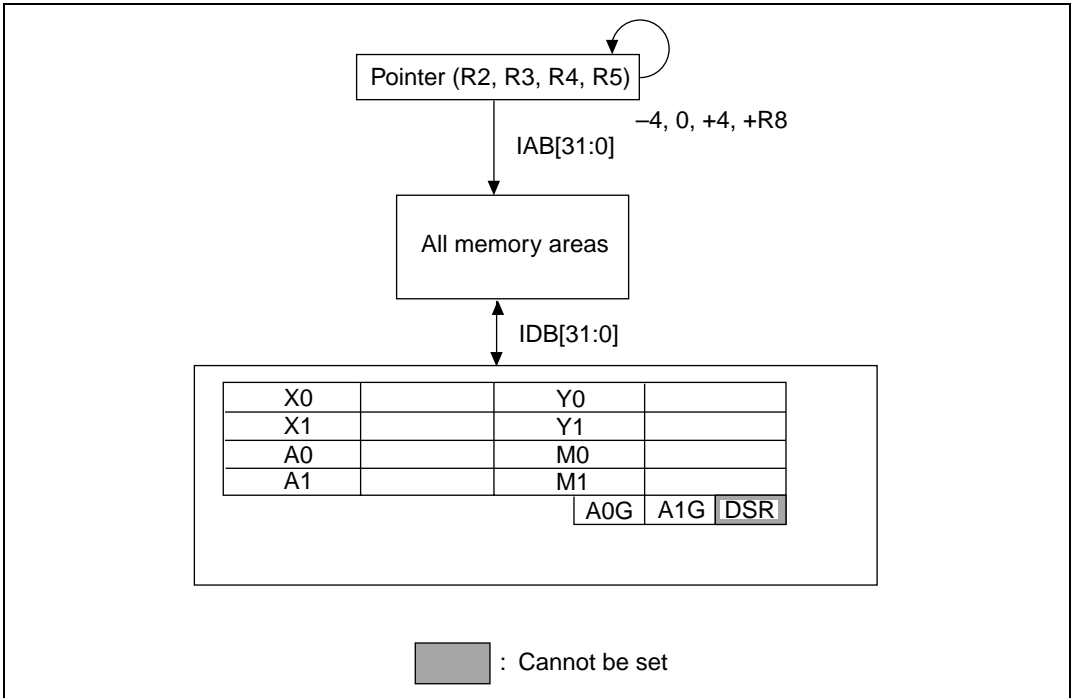 Pointer (R2, R3, R4, R5)
–4, 0, +4, +R8
IAB[31:0]
All memory areas
IDB[31:0]
X0 Y0
X1 Y1
A0 M0
A1 M1
A0G A1G DSR
: Cannot be set